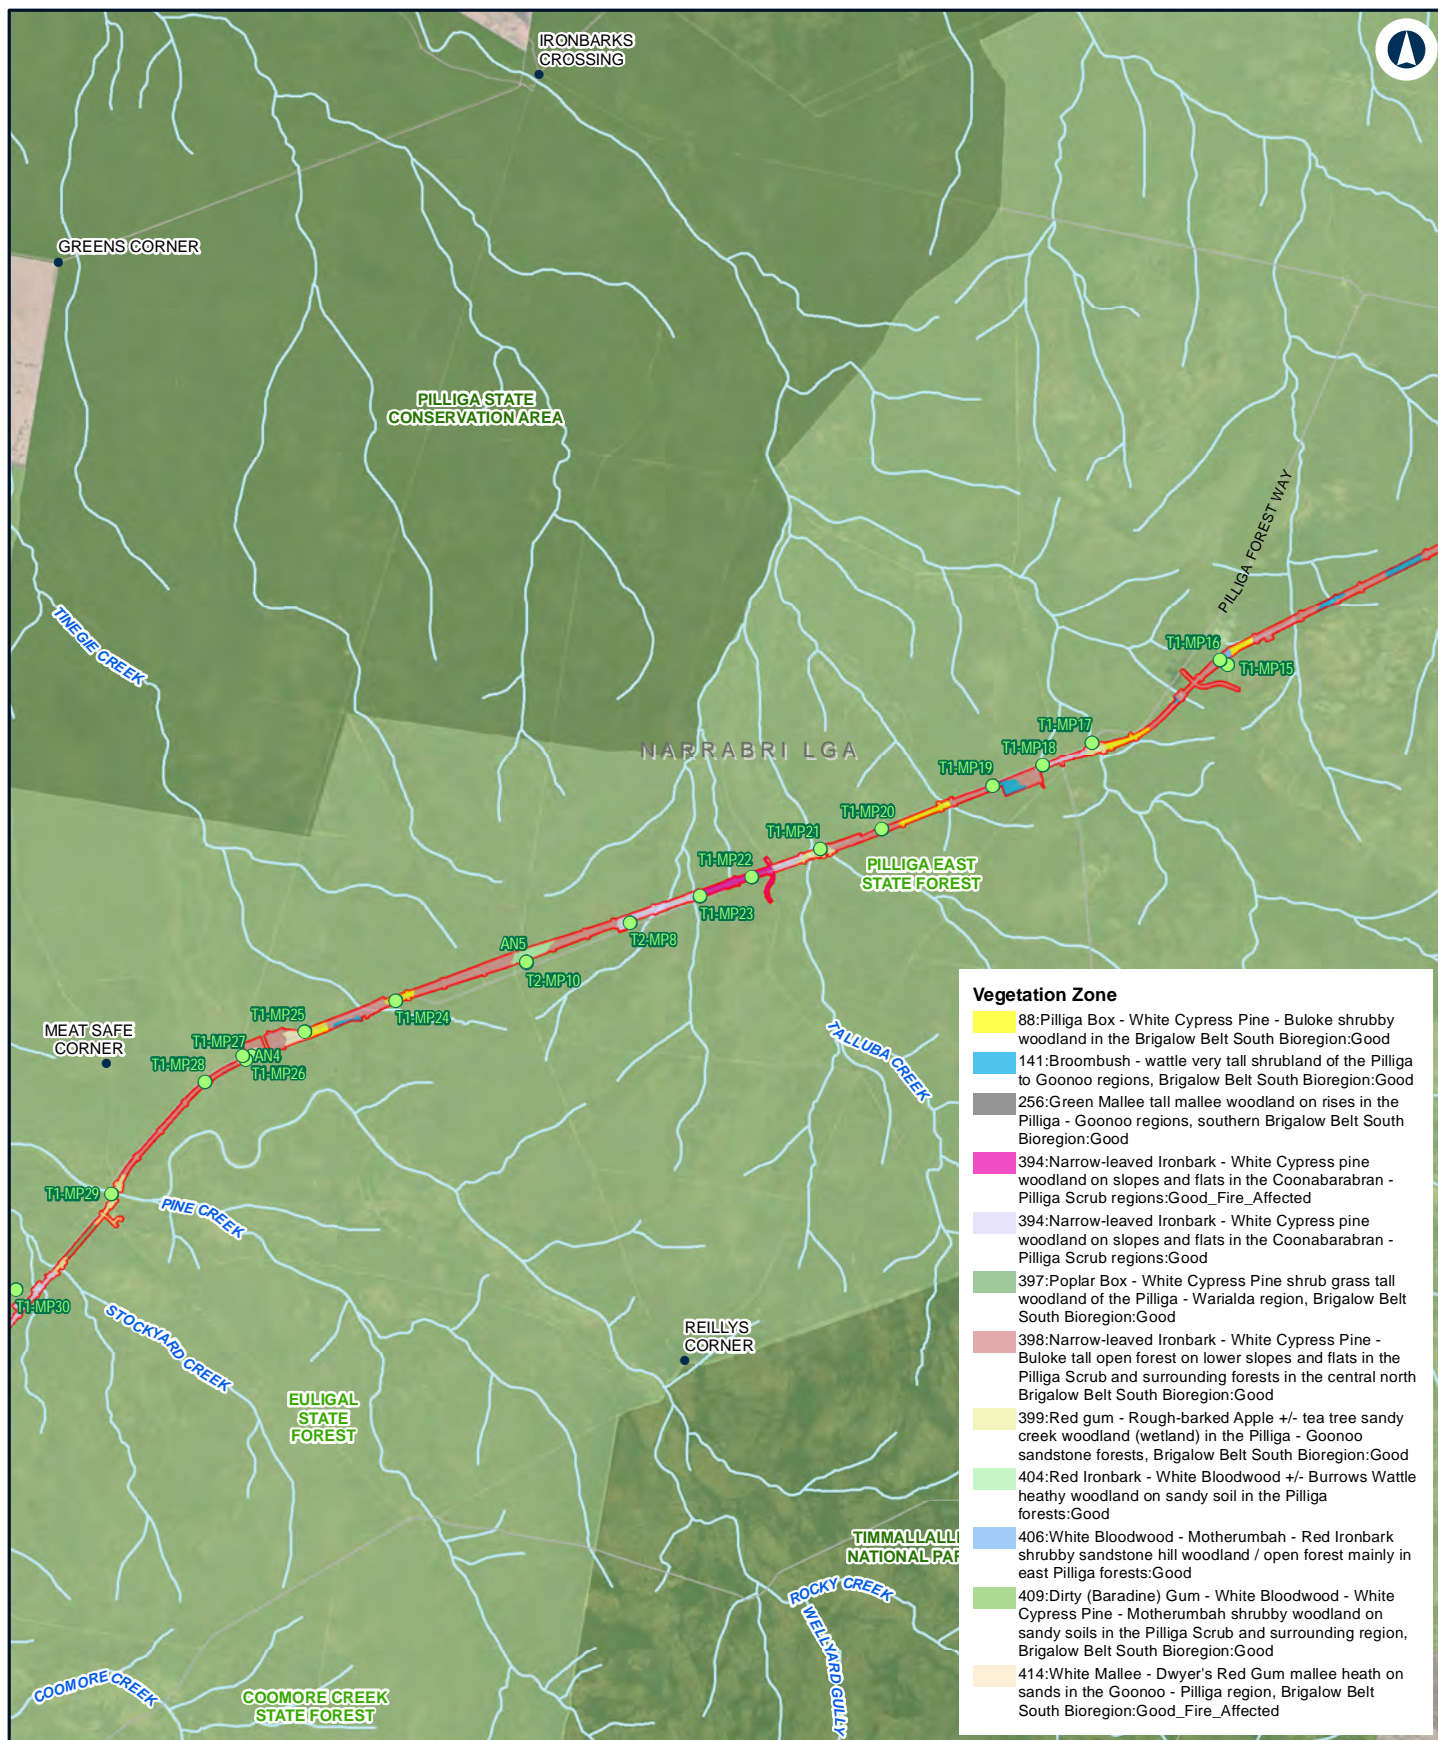 IRONBARKS
CROSSING
GREENS CORNER
PILLIGA STATE
CONSERVATION AREA
PILLIGA FOREST WAY
TINEGIE CREEK
T1-MP16
T1-MP15
T1-MP17
NARRABRI LGA
T1-MP18
T1-MP19
T1-MP20
T1-MP21
PILLIGA EAST
STATE FOREST
T1-MP22
T1-MP23
T2-MP8
AN5
T2-MP10
T1-MP24
T1-MP25
MEAT SAFE
CORNER
T1-MP27
AN4
T1-MP26
T1-MP28
TALLUBA CREEK
T1-MP29
PINE CREEK
T1-MP30
STOCKYARD CREEK
REILLYS
CORNER
EULIGAL
STATE
FOREST
TIMMALLALLI
NATIONAL PAR
ROCKY CREEK
WELLYARD GULLY
COOMORE CREEK
COOMORE CREEK
STATE FOREST
Vegetation Zone
88:Pilliga Box - White Cypress Pine - Buloke shrubby
woodland in the Brigalow Belt South Bioregion:Good
141:Broombush - wattle very tall shrubland of the Pilliga
to Goonoo regions, Brigalow Belt South Bioregion:Good
256:Green Mallee tall mallee woodland on rises in the
Pilliga - Goonoo regions, southern Brigalow Belt South
Bioregion:Good
394:Narrow-leaved Ironbark - White Cypress pine
woodland on slopes and flats in the Coonabarabran -
Pilliga Scrub regions:Good_Fire_Affected
394:Narrow-leaved Ironbark - White Cypress pine
woodland on slopes and flats in the Coonabarabran -
Pilliga Scrub regions:Good
397:Poplar Box - White Cypress Pine shrub grass tall
woodland of the Pilliga - Warialda region, Brigalow Belt
South Bioregion:Good
398:Narrow-leaved Ironbark - White Cypress Pine -
Buloke tall open forest on lower slopes and flats in the
Pilliga Scrub and surrounding forests in the central north
Brigalow Belt South Bioregion:Good
399:Red gum - Rough-barked Apple +/- tea tree sandy
creek woodland (wetland) in the Pilliga - Goonoo
sandstone forests, Brigalow Belt South Bioregion:Good
404:Red Ironbark - White Bloodwood +/- Burrows Wattle
heathy woodland on sandy soil in the Pilliga
forests:Good
406:White Bloodwood - Motherumbah - Red Ironbark
shrubby sandstone hill woodland / open forest mainly in
east Pilliga forests:Good
409:Dirty (Baradine) Gum - White Bloodwood - White
Cypress Pine - Motherumbah shrubby woodland on
sandy soils in the Pilliga Scrub and surrounding region,
Brigalow Belt South Bioregion:Good
414:White Mallee - Dwyer's Red Gum mallee heath on
sands in the Goonoo - Pilliga region, Brigalow Belt
South Bioregion:Good_Fire_Affected